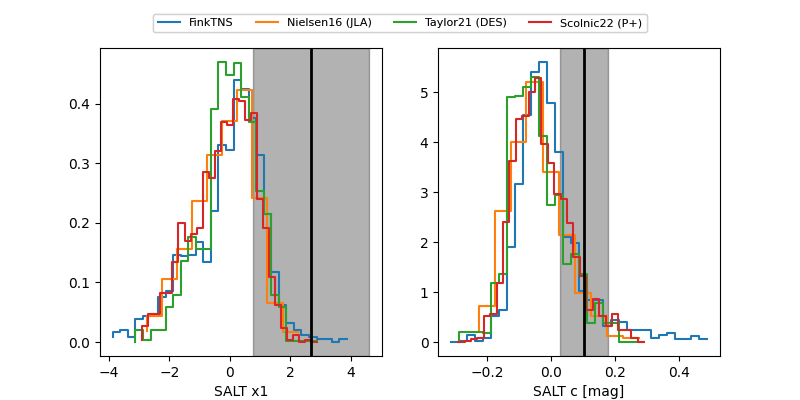 FinkTNS Nielsen16 (JLA) Taylor21 (DES) Scolnic22 (P+)
0.4
0.3
0.2
0.1
0.0
−4 −2 0 2 4
SALT x1
5
4
3
2
1
0
−0.2 0.0 0.2 0.4
SALT c [mag]